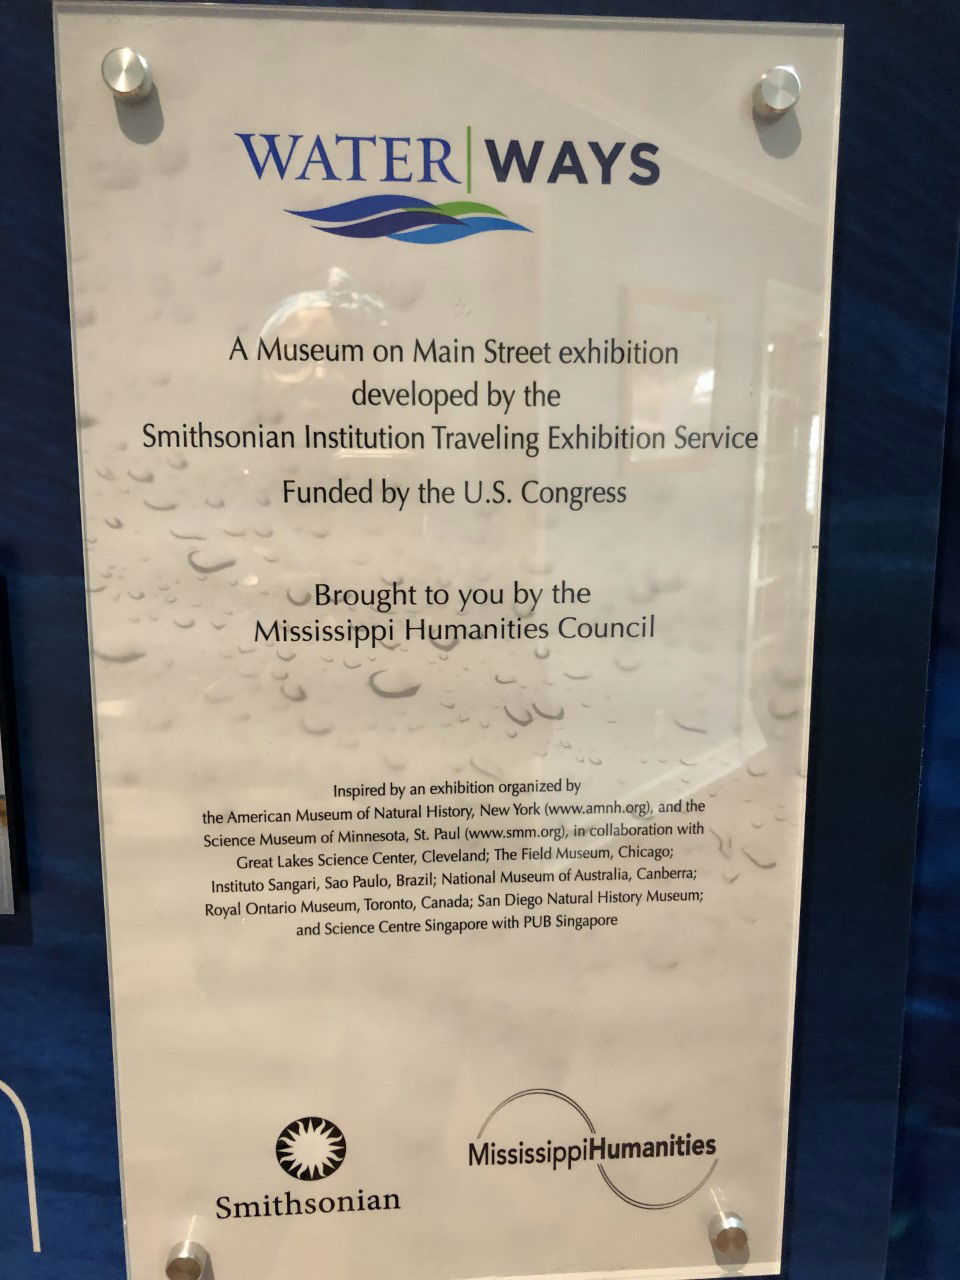 WATER|WAYS
A Museum on Main Street exhibition
developed by the
Smithsonian Institution Traveling Exhibition Service
Funded by the U.S. Congress
Brought to you by the
Mississippi Humanities Council
Inspired by an exhibition organized by
the American Museum of Natural History, New York (www.amnh.org), and the
Science Museum of Minnesota, St. Paul (www.smm.org), in collaboration with
Great Lakes Science Center, Cleveland; The Field Museum, Chicago;
Instituto Sangari, Sao Paulo, Brazil; National Museum of Australia, Canberra;
Royal Ontario Museum, Toronto, Canada; San Diego Natural History Museum;
and Science Centre Singapore with PUB Singapore
Smithsonian
MississippiHumanities